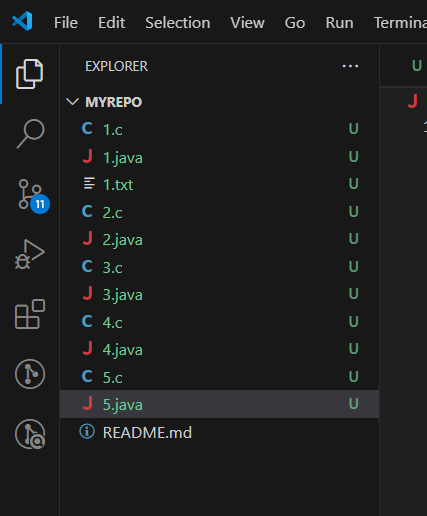 File Edit Selection View Go Run Termina
EXPLORER ...
MYREPO
C 1.c U
J 1.java U
1.txt U
C 2.c U
J 2.java U
C 3.c U
J 3.java U
C 4.c U
J 4.java U
C 5.c U
J 5.java U
README.md
11
U
J
1